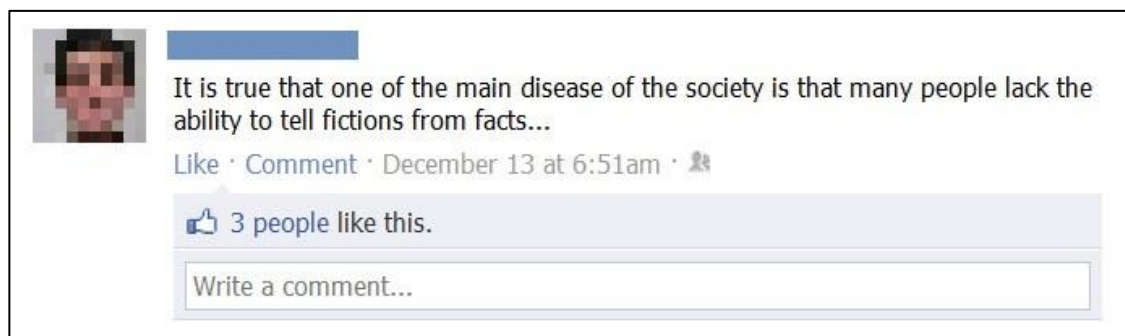 It is true that one of the main disease of the society is that many people lack the
ability to tell fictions from facts...
Like · Comment · December 13 at 6:51am ·
3 people like this.
Write a comment...